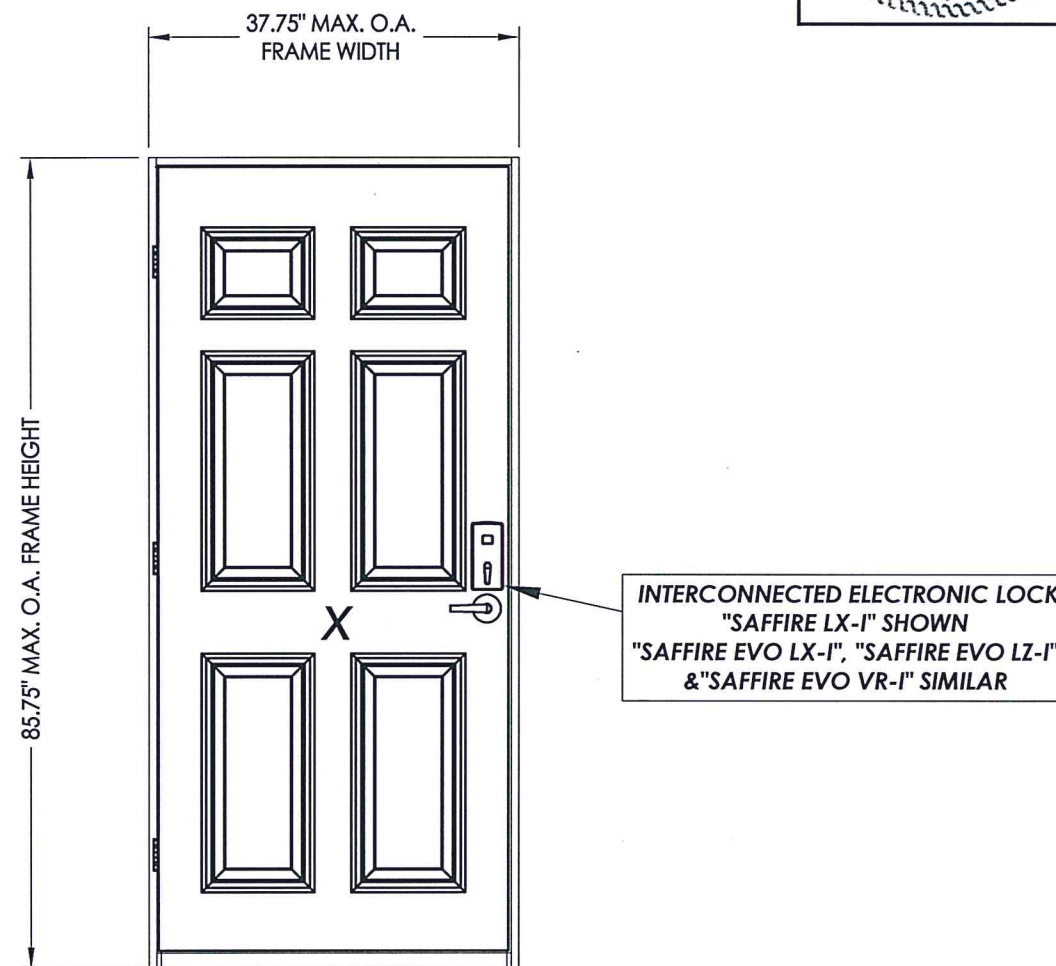 37.75" MAX. O.A.
FRAME WIDTH
85.75" MAX. O.A. FRAME HEIGHT
X
INTERCONNECTED ELECTRONIC LOCK
"SAFFIRE LX-I" SHOWN
"SAFFIRE EVO LX-I", "SAFFIRE EVO LZ-I"
&"SAFFIRE EVO VR-I" SIMILAR